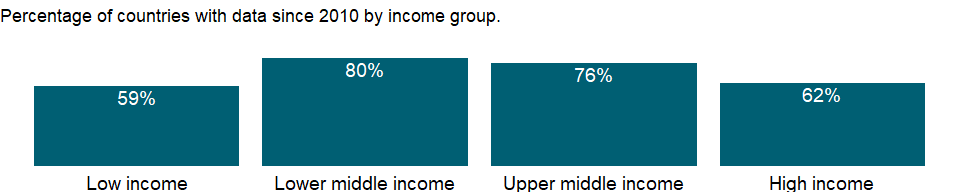 Percentage of countries with data since 2010 by income group.
59% 80% 76% 62%
Low income Lower middle income Upper middle income High income